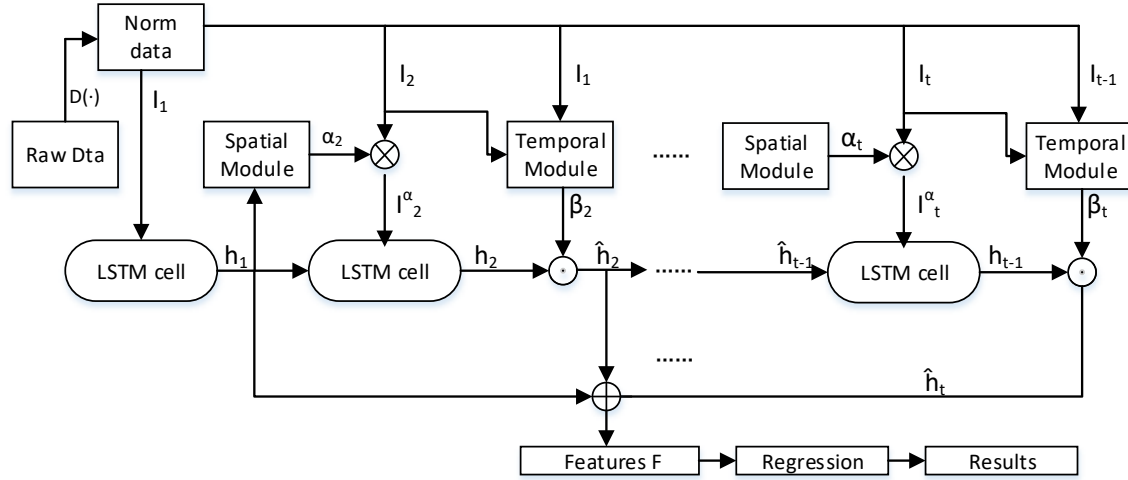 Norm
data
D(·)
Raw Dta
I₁
I₂
I₁
Iₜ
Iₜ₋₁
Spatial
Module
α₂
Temporal
Module
......
Spatial
Module
αₜ
Temporal
Module
Iᵅ₂
β₂
Iᵅₜ
βₜ
LSTM cell
h₁
LSTM cell
h₂
ĥ₂
......
ĥₜ₋₁
LSTM cell
hₜ₋₁
......
ĥₜ
Features F
Regression
Results